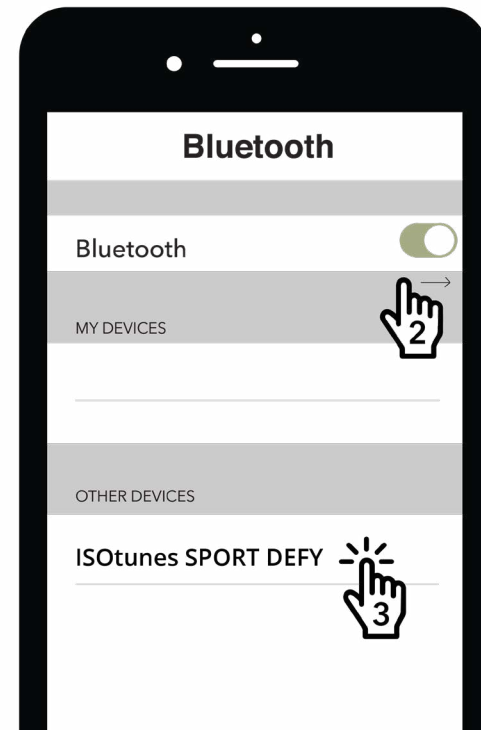 Bluetooth
Bluetooth
2
MY DEVICES
OTHER DEVICES
ISOtunes SPORT DEFY
3